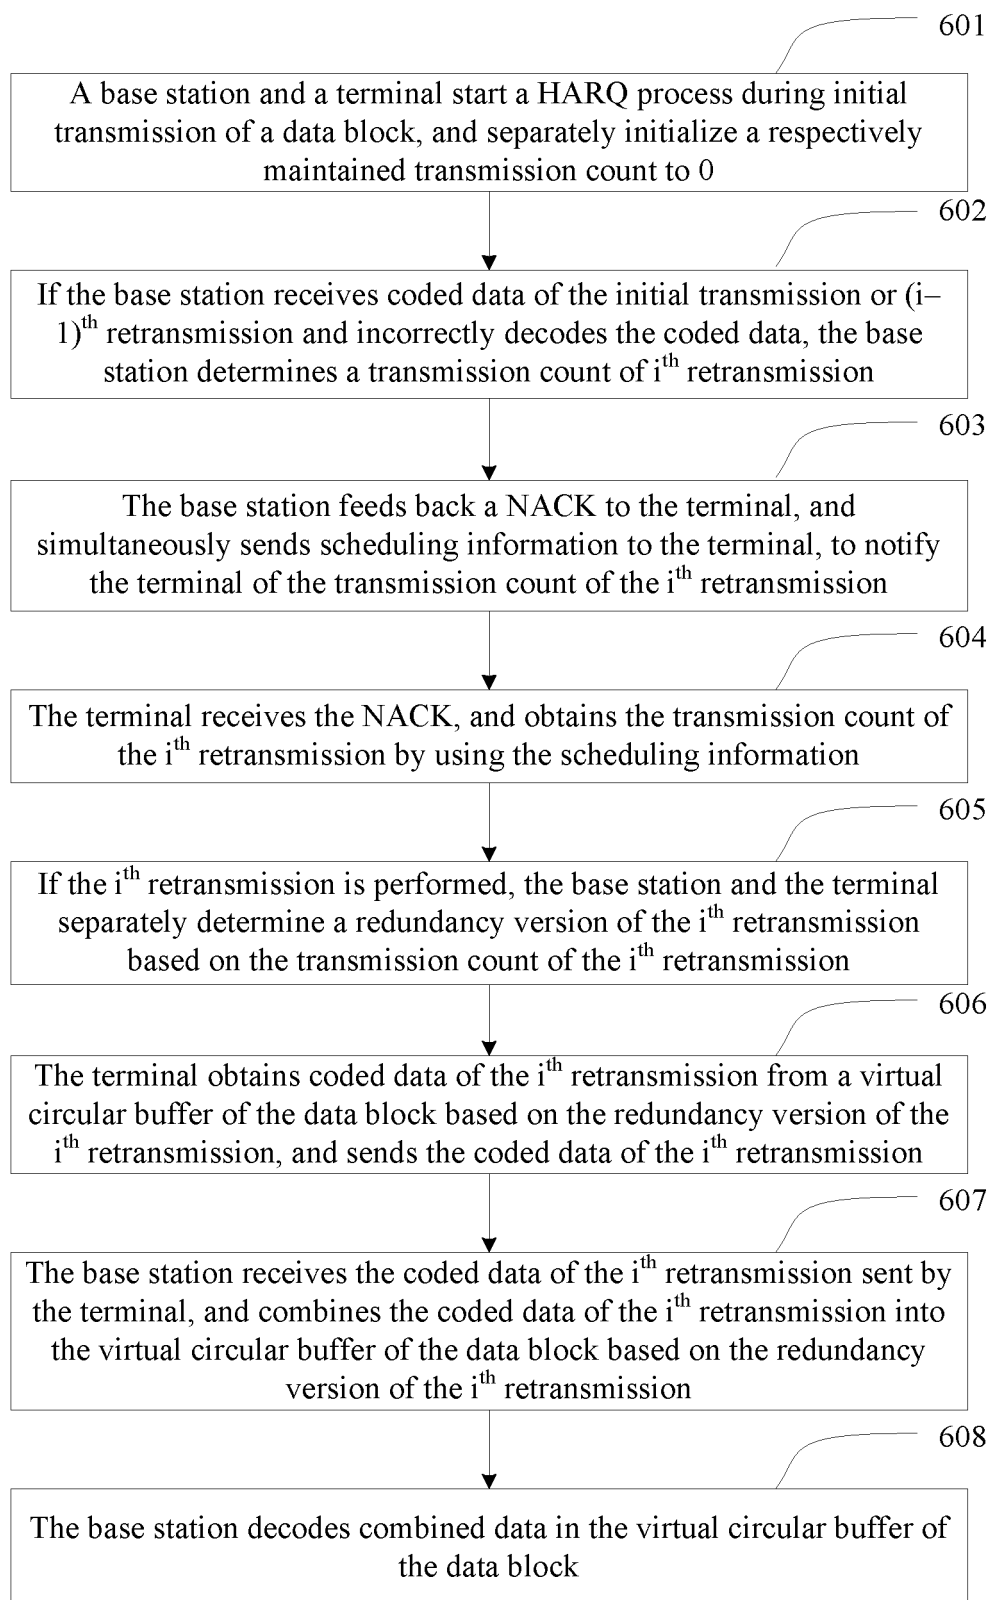 601
A base station and a terminal start a HARQ process during initial
transmission of a data block, and separately initialize a respectively
maintained transmission count to 0
602
If the base station receives coded data of the initial transmission or (i–
1)th retransmission and incorrectly decodes the coded data, the base
station determines a transmission count of ith retransmission
603
The base station feeds back a NACK to the terminal, and
simultaneously sends scheduling information to the terminal, to notify
the terminal of the transmission count of the ith retransmission
604
The terminal receives the NACK, and obtains the transmission count of
the ith retransmission by using the scheduling information
605
If the ith retransmission is performed, the base station and the terminal
separately determine a redundancy version of the ith retransmission
based on the transmission count of the ith retransmission
606
The terminal obtains coded data of the ith retransmission from a virtual
circular buffer of the data block based on the redundancy version of the
ith retransmission, and sends the coded data of the ith retransmission
607
The base station receives the coded data of the ith retransmission sent by
the terminal, and combines the coded data of the ith retransmission into
the virtual circular buffer of the data block based on the redundancy
version of the ith retransmission
608
The base station decodes combined data in the virtual circular buffer of
the data block